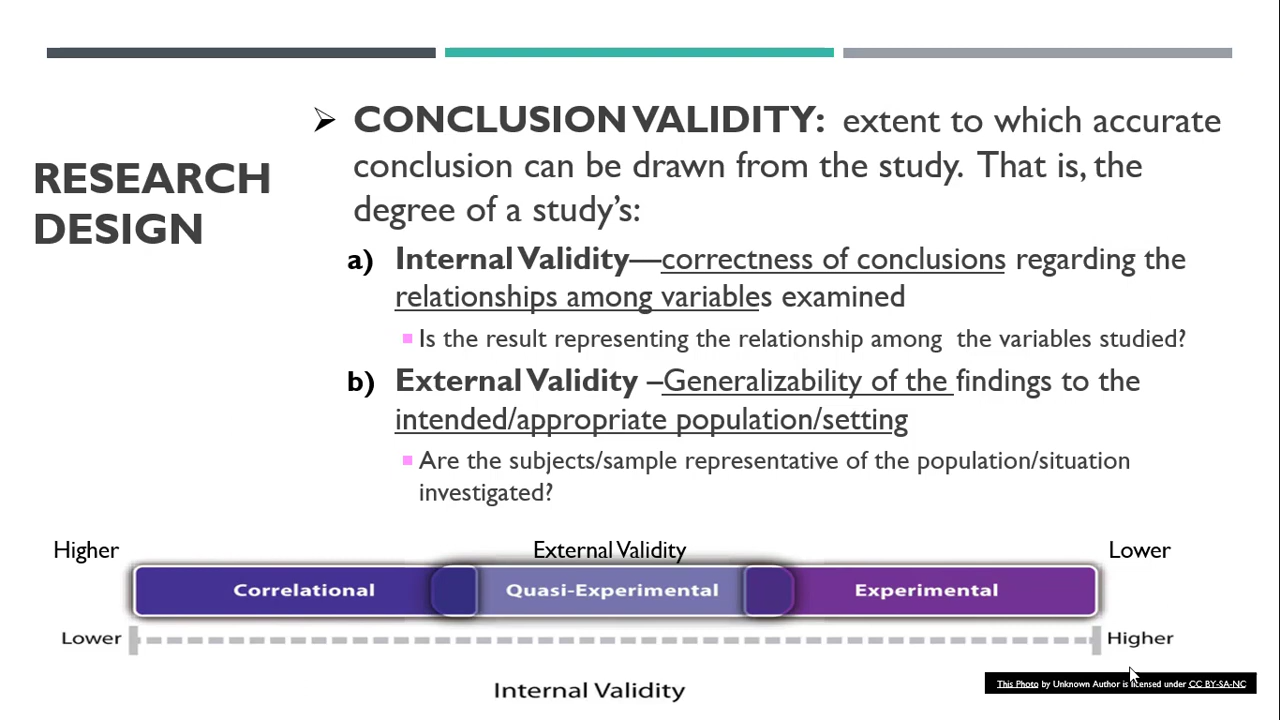 RESEARCH
DESIGN
➢ CONCLUSION VALIDITY: extent to which accurate
conclusion can be drawn from the study. That is, the
degree of a study's:
a) Internal Validity—correctness of conclusions regarding the
relationships among variables examined
Is the result representing the relationship among the variables studied?
b) External Validity –Generalizability of the findings to the
intended/appropriate population/setting
Are the subjects/sample representative of the population/situation
investigated?
Higher External Validity Lower
Correlational Quasi-Experimental Experimental
Lower Higher
Internal Validity
This Photo by Unknown Author is licensed under CC BY-SA-NC